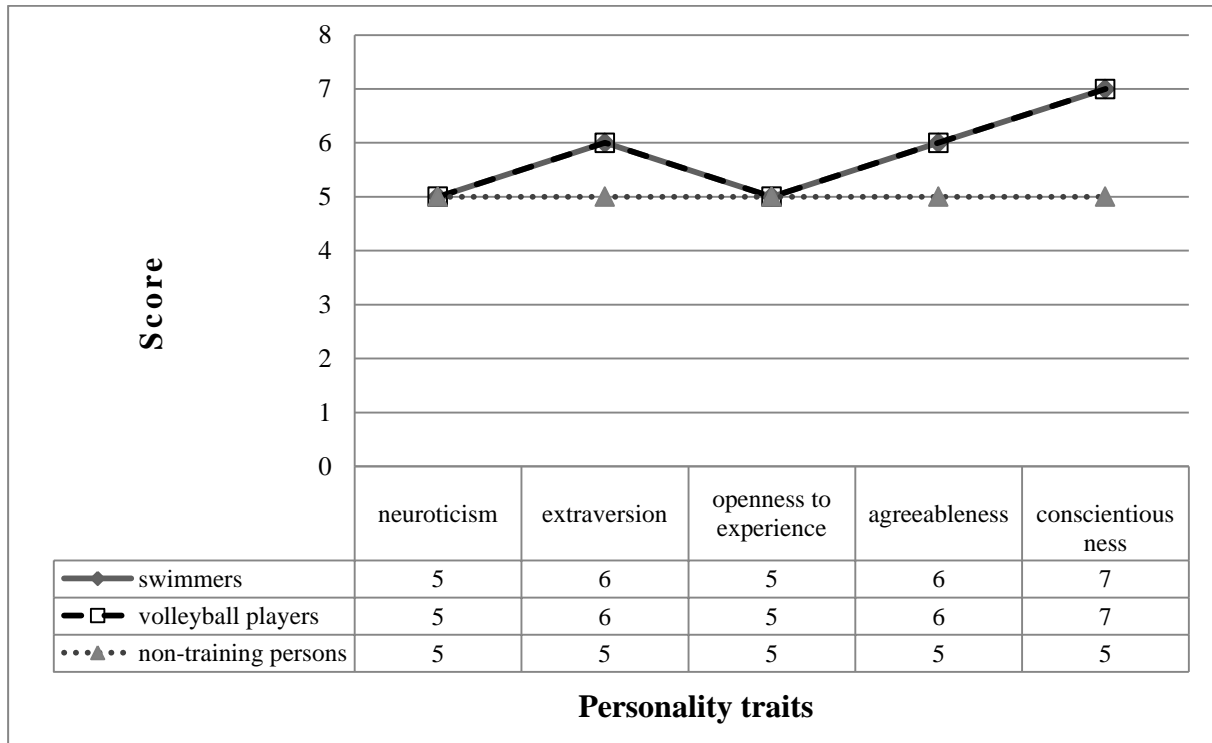 8
7
6
5
4
3
2
1
0
Score
neuroticism extraversion openness to experience agreeableness conscientious ness
swimmers 5 6 5 6 7
volleyball players 5 6 5 6 7
non-training persons 5 5 5 5 5
Personality traits